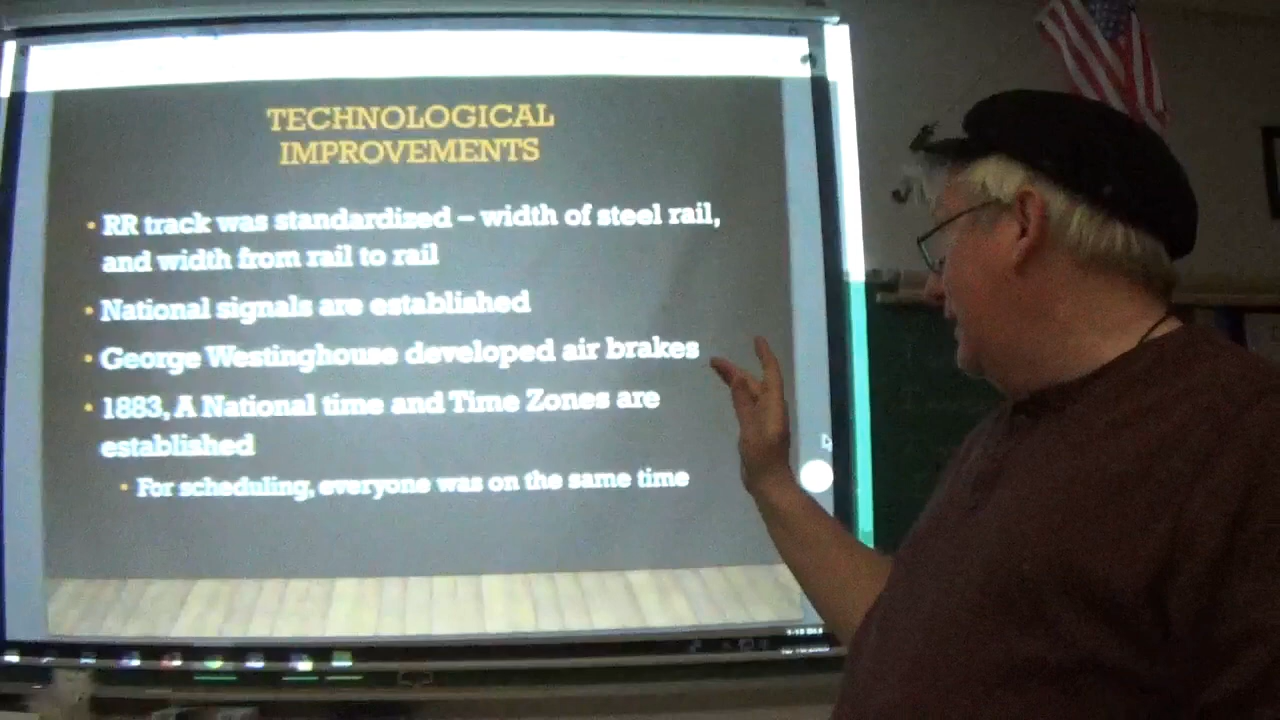 TECHNOLOGICAL
IMPROVEMENTS
• RR track was standardized – width of steel rail,
and width from rail to rail
• National signals are established
• George Westinghouse developed air brakes
• 1883, A National time and Time Zones are
established
• For scheduling, everyone was on the same time